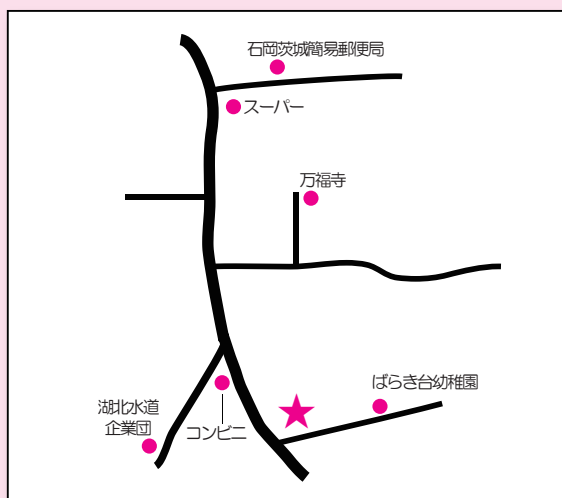 石岡茨城簡易郵便局
スーパー
万福寺
ばらき台幼稚園
湖北水道
企業団
コンビニ